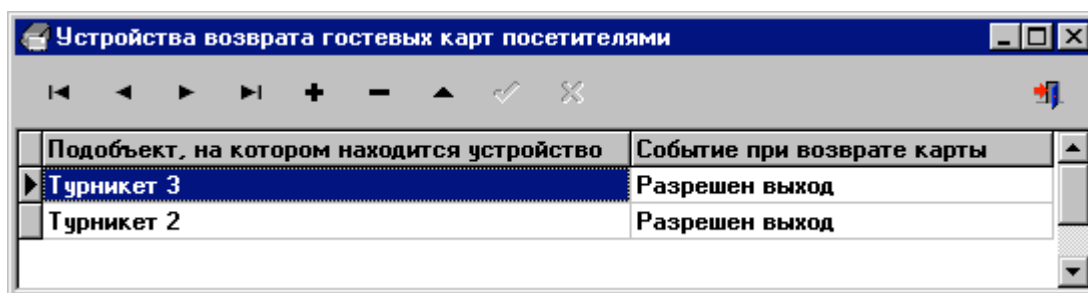 Устройства возврата гостевых карт посетителями
Подобъект, на котором находится устройство Событие при возврате карты
Турникет 3 Разрешен выход
Турникет 2 Разрешен выход